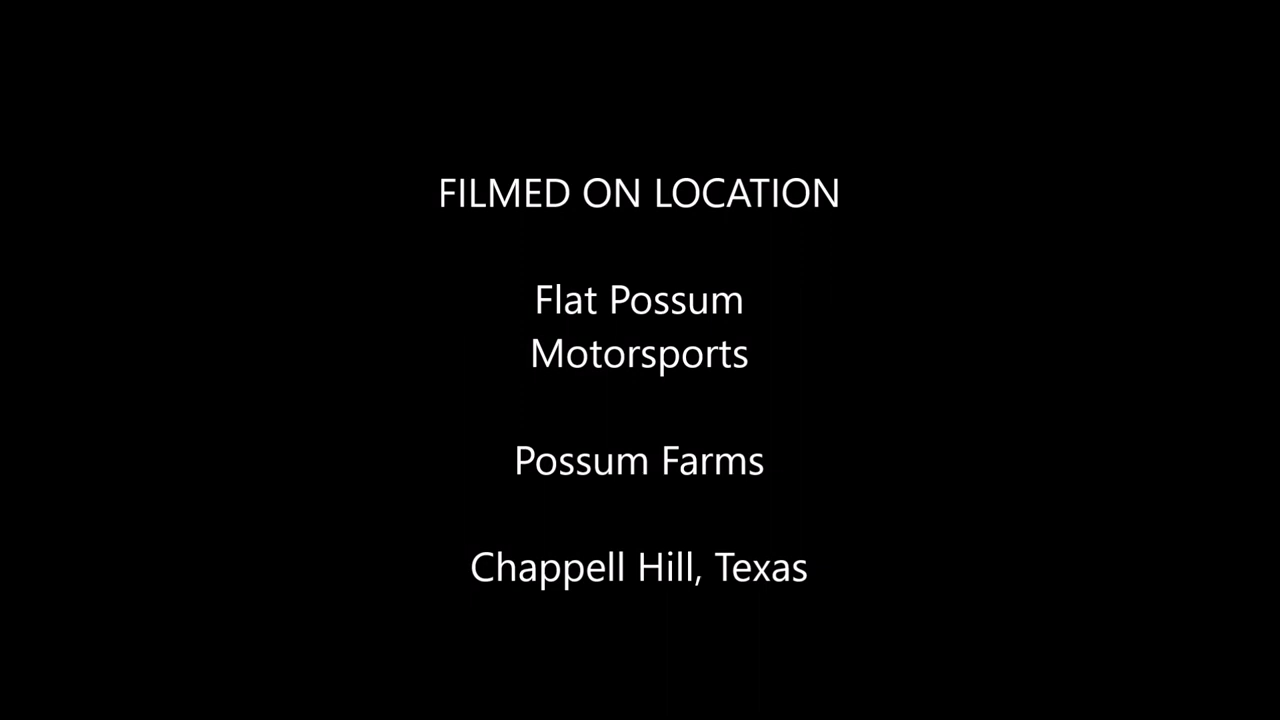 FILMED ON LOCATION
Flat Possum
Motorsports
Possum Farms
Chappell Hill, Texas